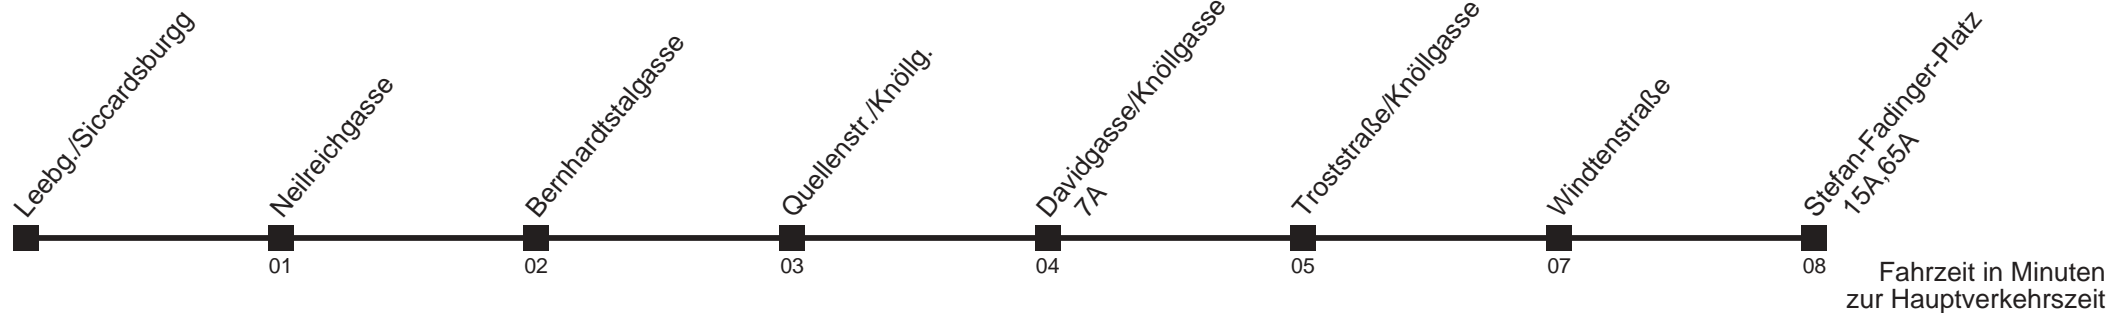 Leebg./Siccardsburgg
Neilreichgasse
Bernhardtstalgasse
Quellenstr./Knöllg.
Davidgasse/Knöllgasse
7A
Troststraße/Knöllgasse
Windtenstraße
Stefan-Fadinger-Platz
15A,65A
01
02
03
04
05
07
08
Fahrzeit in Minuten
zur Hauptverkehrszeit